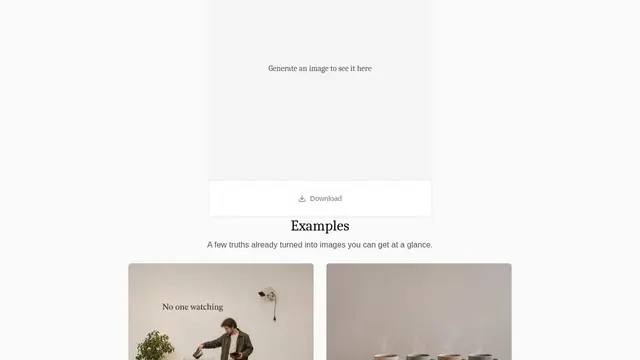 Generate an image to see it here
Download
Examples
A few truths already turned into images you can get at a glance.
No one watching